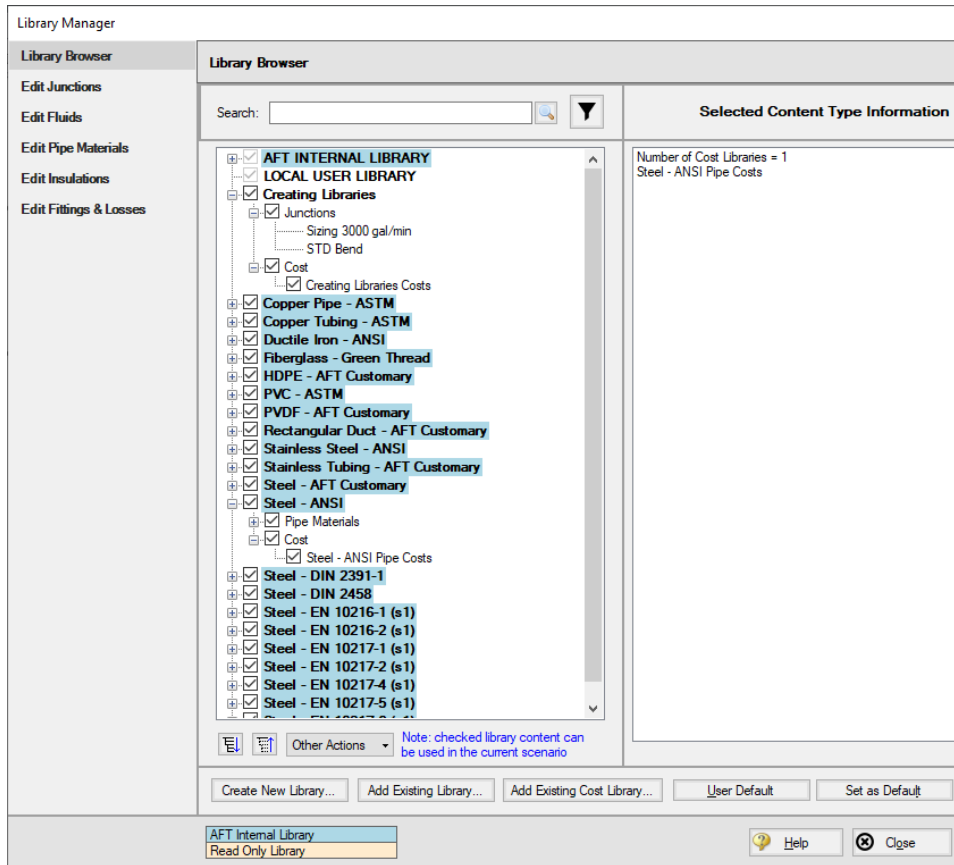 Library Manager
Library Browser
Edit Junctions
Edit Fluids
Edit Pipe Materials
Edit Insulations
Edit Fittings & Losses
Library Browser
Search:
Selected Content Type Information
AFT INTERNAL LIBRARY
LOCAL USER LIBRARY
Creating Libraries
Junctions
Sizing 3000 gal/min
STD Bend
Cost
Creating Libraries Costs
Copper Pipe - ASTM
Copper Tubing - ASTM
Ductile Iron - ANSI
Fiberglass - Green Thread
HDPE - AFT Customary
PVC - ASTM
PVDF - AFT Customary
Rectangular Duct - AFT Customary
Stainless Steel - ANSI
Stainless Tubing - AFT Customary
Steel - AFT Customary
Steel - ANSI
Pipe Materials
Cost
Steel - ANSI Pipe Costs
Steel - DIN 2391-1
Steel - DIN 2458
Steel - EN 10216-1 (s1)
Steel - EN 10216-2 (s1)
Steel - EN 10217-1 (s1)
Steel - EN 10217-2 (s1)
Steel - EN 10217-4 (s1)
Steel - EN 10217-5 (s1)
Number of Cost Libraries = 1
Steel - ANSI Pipe Costs
Other Actions
Note: checked library content can
be used in the current scenario
Create New Library...
Add Existing Library...
Add Existing Cost Library...
User Default
Set as Default
AFT Internal Library
Read Only Library
Help
Close